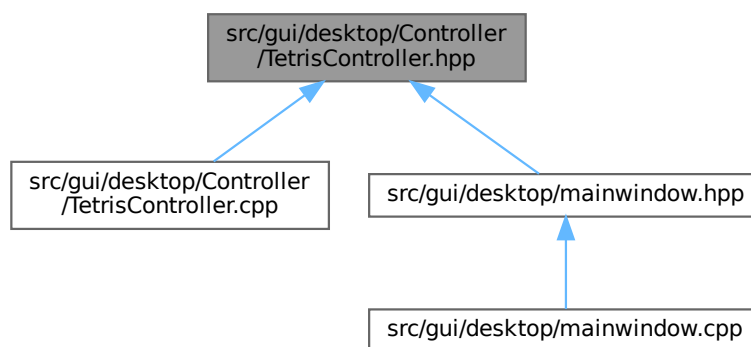 src/gui/desktop/Controller
/TetrisController.hpp
src/gui/desktop/Controller
/TetrisController.cpp
src/gui/desktop/mainwindow.hpp
src/gui/desktop/mainwindow.cpp